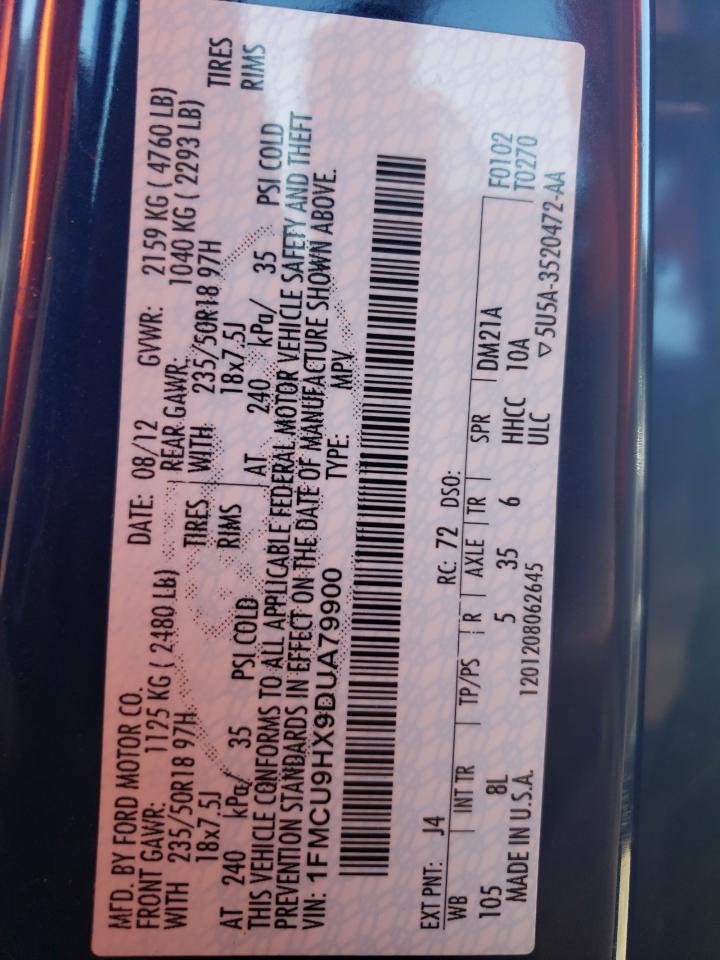 MFD. BY FORD MOTOR CO. DATE: 08/12 GVWR: 2159 KG ( 4760 LB)
FRONT GAWR: 1125 KG ( 2480 LB) REAR GAWR: 1040 KG ( 2293 LB)
WITH 235/50R18 97H TIRES WITH 235/50R18 97H TIRES
18x7.5J RIMS 18x7.5J RIMS
AT 240 kPa/ 35 PSI COLD AT 240 kPa/ 35 PSI COLD
THIS VEHICLE CONFORMS TO ALL APPLICABLE FEDERAL MOTOR VEHICLE SAFETY AND THEFT
PREVENTION STANDARDS IN EFFECT ON THE DATE OF MANUFACTURE SHOWN ABOVE.
VIN: 1FMCU9HX9DUA79900 TYPE: MPV
EXT PNT: J4 RC: 72 DSO: F0102
WB INT TR TP/PS R AXLE TR SPR DM21A T0270
105 8L 5 35 6 HHCC 10A
MADE IN U.S.A. 1201208062645 ULC ▽5U5A-3520472-AA